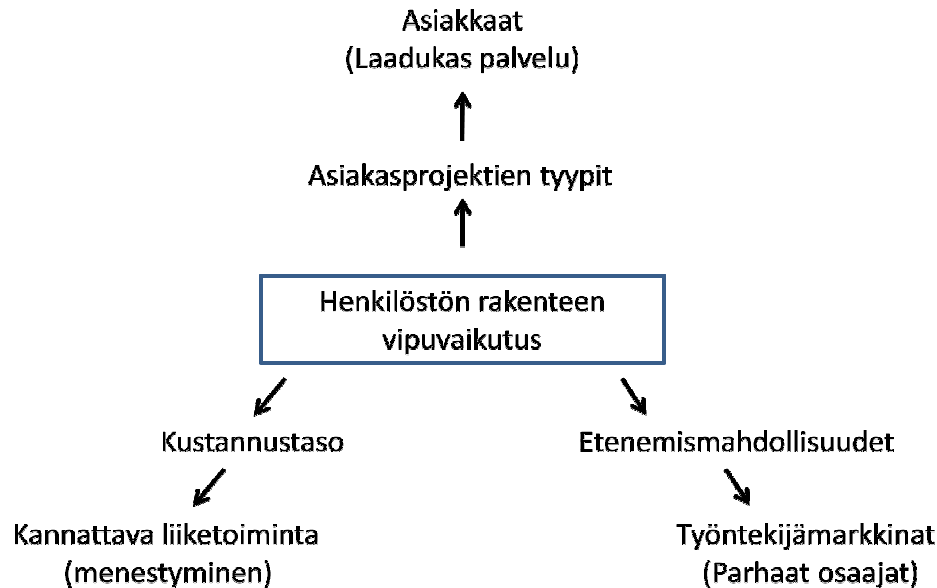 Asiakkaat
(Laadukas palvelu)
Asiakasprojektien tyypit
Henkilöstön rakenteen
vipuvaikutus
Kustannustaso
Etenemismahdollisuudet
Kannattava liiketoiminta
(menestyminen)
Työntekijämarkkinat
(Parhaat osaajat)